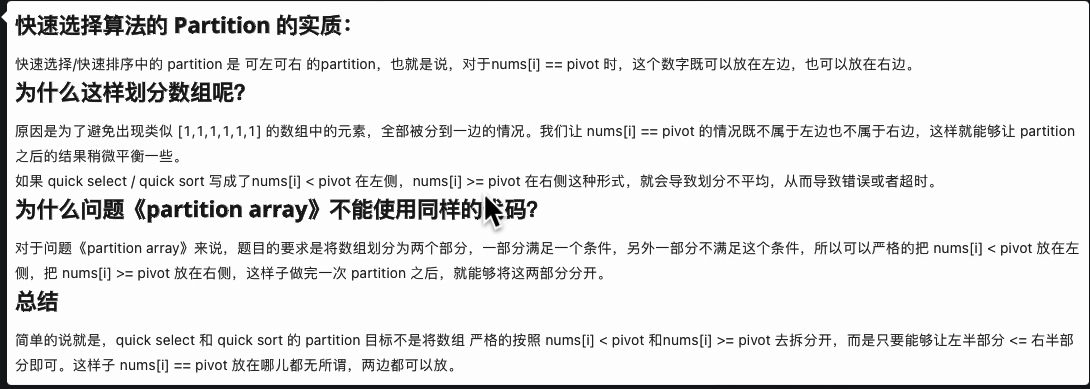 快速选择算法的 Partition 的实质：
快速选择/快速排序中的 partition 是 可左可右 的partition，也就是说，对于nums[i] == pivot 时，这个数字既可以放在左边，也可以放在右边。
为什么这样划分数组呢?
原因是为了避免出现类似 [1,1,1,1,1,1] 的数组中的元素，全部被分到一边的情况。我们让 nums[i] == pivot 的情况既不属于左边也不属于右边，这样就能够让 partition
之后的结果稍微平衡一些。
如果 quick select / quick sort 写成了nums[i] < pivot 在左侧，nums[i] >= pivot 在右侧这种形式，就会导致划分不平均，从而导致错误或者超时。
为什么问题《partition array》不能使用同样的码?
对于问题《partition array》来说，题目的要求是将数组划分为两个部分，一部分满足一个条件，另外一部分不满足这个条件，所以可以严格的把 nums[i] < pivot 放在左
侧，把 nums[i] >= pivot 放在右侧，这样子做完一次 partition 之后，就能够将这两部分分开。
总结
简单的说就是，quick select 和 quick sort 的 partition 目标不是将数组 严格的按照 nums[i] < pivot 和nums[i] >= pivot 去拆分开，而是只要能够让左半部分 <= 右半部
分即可。这样子 nums[i] == pivot 放在哪儿都无所谓，两边都可以放。